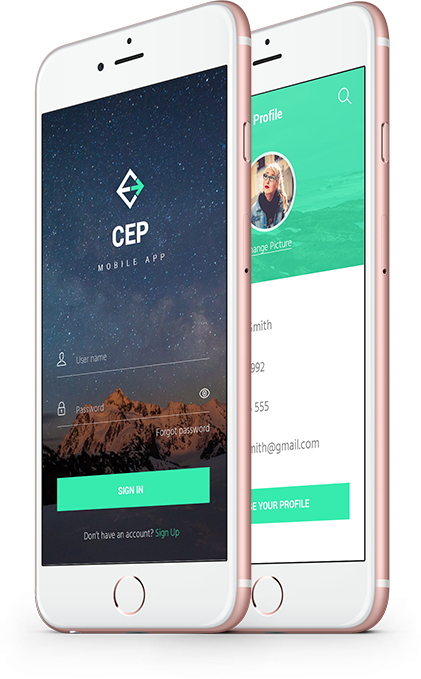 CEP
MOBILE APP
User name
Password
Forgot password
SIGN IN
Don't have an account? Sign Up
Profile
ange Picture
Smith
992
555
mith@gmail.com
E YOUR PROFILE